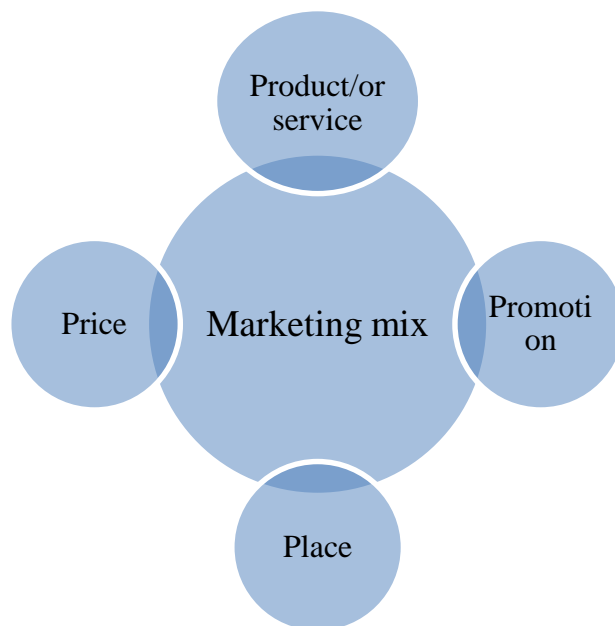 Product/or
service
Price
Marketing mix
Promoti
on
Place